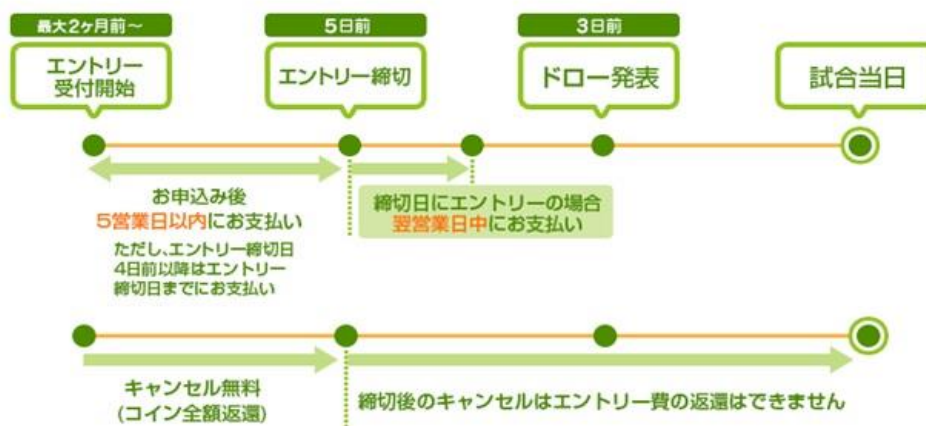 最大2ヶ月前～
エントリー
受付開始
5日前
エントリー締切
3日前
ドロー発表
試合当日
お申込み後
5営業日以内にお支払い
ただし、エントリー締切日
4日前以降はエントリー
締切日までにお支払い
締切日にエントリーの場合
翌営業日中にお支払い
キャンセル無料
(コイン全額返還)
締切後のキャンセルはエントリー費の返還はできません